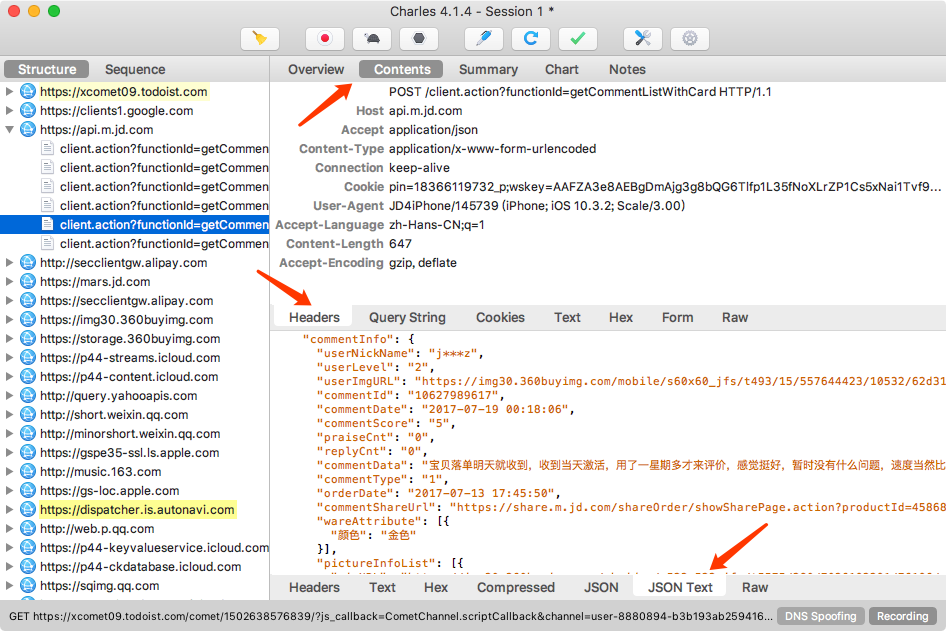 Charles 4.1.4 - Session 1 *
Structure Sequence
https://xcomet09.todoist.com
https://clients1.google.com
https://api.m.jd.com
client.action?functionId=getCommen
client.action?functionId=getCommen
client.action?functionId=getCommen
client.action?functionId=getCommen
client.action?functionId=getCommen
client.action?functionId=getCommen
http://secclientgw.alipay.com
https://mars.jd.com
https://secclientgw.alipay.com
https://img30.360buyimg.com
https://storage.360buyimg.com
https://p44-streams.icloud.com
https://p44-content.icloud.com
http://query.yahooapis.com
http://short.weixin.qq.com
http://minorshort.weixin.qq.com
https://gspe35-ssl.ls.apple.com
http://music.163.com
https://gs-loc.apple.com
https://dispatcher.is.autonavi.com
http://web.p.qq.com
https://p44-keyvalueservice.icloud.com
https://p44-ckdatabase.icloud.com
https://sqimg.qq.com
Overview Contents Summary Chart Notes
POST /client.action?functionId=getCommentListWithCard HTTP/1.1
Host api.m.jd.com
Accept application/json
Content-Type application/x-www-form-urlencoded
Connection keep-alive
Cookie pin=18366119732_p;wskey=AAFZA3e8AEBgDmAjg3g8bQG6Tlfp1L35fNoXLrZP1Cs5xNai1Tvf9...
User-Agent JD4iPhone/145739 (iPhone; iOS 10.3.2; Scale/3.00)
Accept-Language zh-Hans-CN;q=1
Content-Length 647
Accept-Encoding gzip, deflate
Headers Query String Cookies Text Hex Form Raw
"commentInfo": {
"userNickName": "j***z",
"userLevel": "2",
"userImgURL": "https://img30.360buyimg.com/mobile/s60x60_jfs/t493/15/557644423/10532/62d31
"commentId": "10627989617",
"commentDate": "2017-07-19 00:18:06",
"commentScore": "5",
"praiseCnt": "0",
"replyCnt": "0",
"commentData": "宝贝落单明天就收到，收到当天激活，用了一星期多才来评价，感觉挺好，暂时没有什么问题，速度当然比
"commentType": "1",
"orderDate": "2017-07-13 17:45:50",
"commentShareUrl": "https://share.m.jd.com/shareOrder/showSharePage.action?productId=45868
"wareAttribute": [{
"颜色": "金色"
}],
"pictureInfoList": [{
Headers Text Hex Compressed JSON JSON Text Raw
GET https://xcomet09.todoist.com/comet/1502638576839/?js_callback=CometChannel.scriptCallback&channel=user-8880894-b3b193ab259416... DNS Spoofing Recording